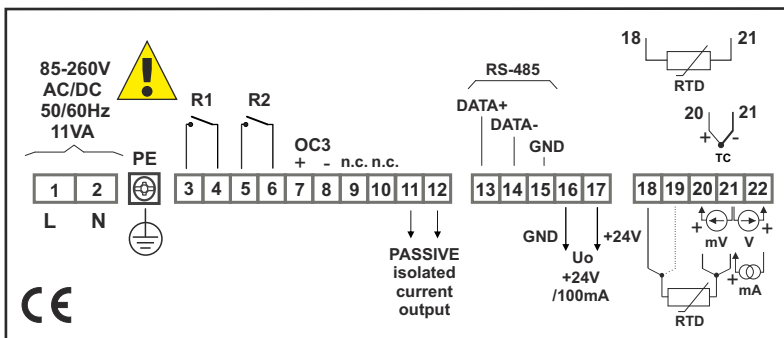 85-260V
AC/DC
50/60Hz
11VA
PE
R1
R2
OC3
+ -
n.c. n.c.
RS-485
DATA+
DATA-
GND
18 21
RTD
20 21
+ -
TC
1 2
3 4 5 6 7 8 9 10 11 12
13 14 15 16 17
18 19 20 21 22
L N
PASSIVE
isolated
current
output
GND +24V
Uo
+24V
/100mA
+ mV V +
+ mA
RTD
CE